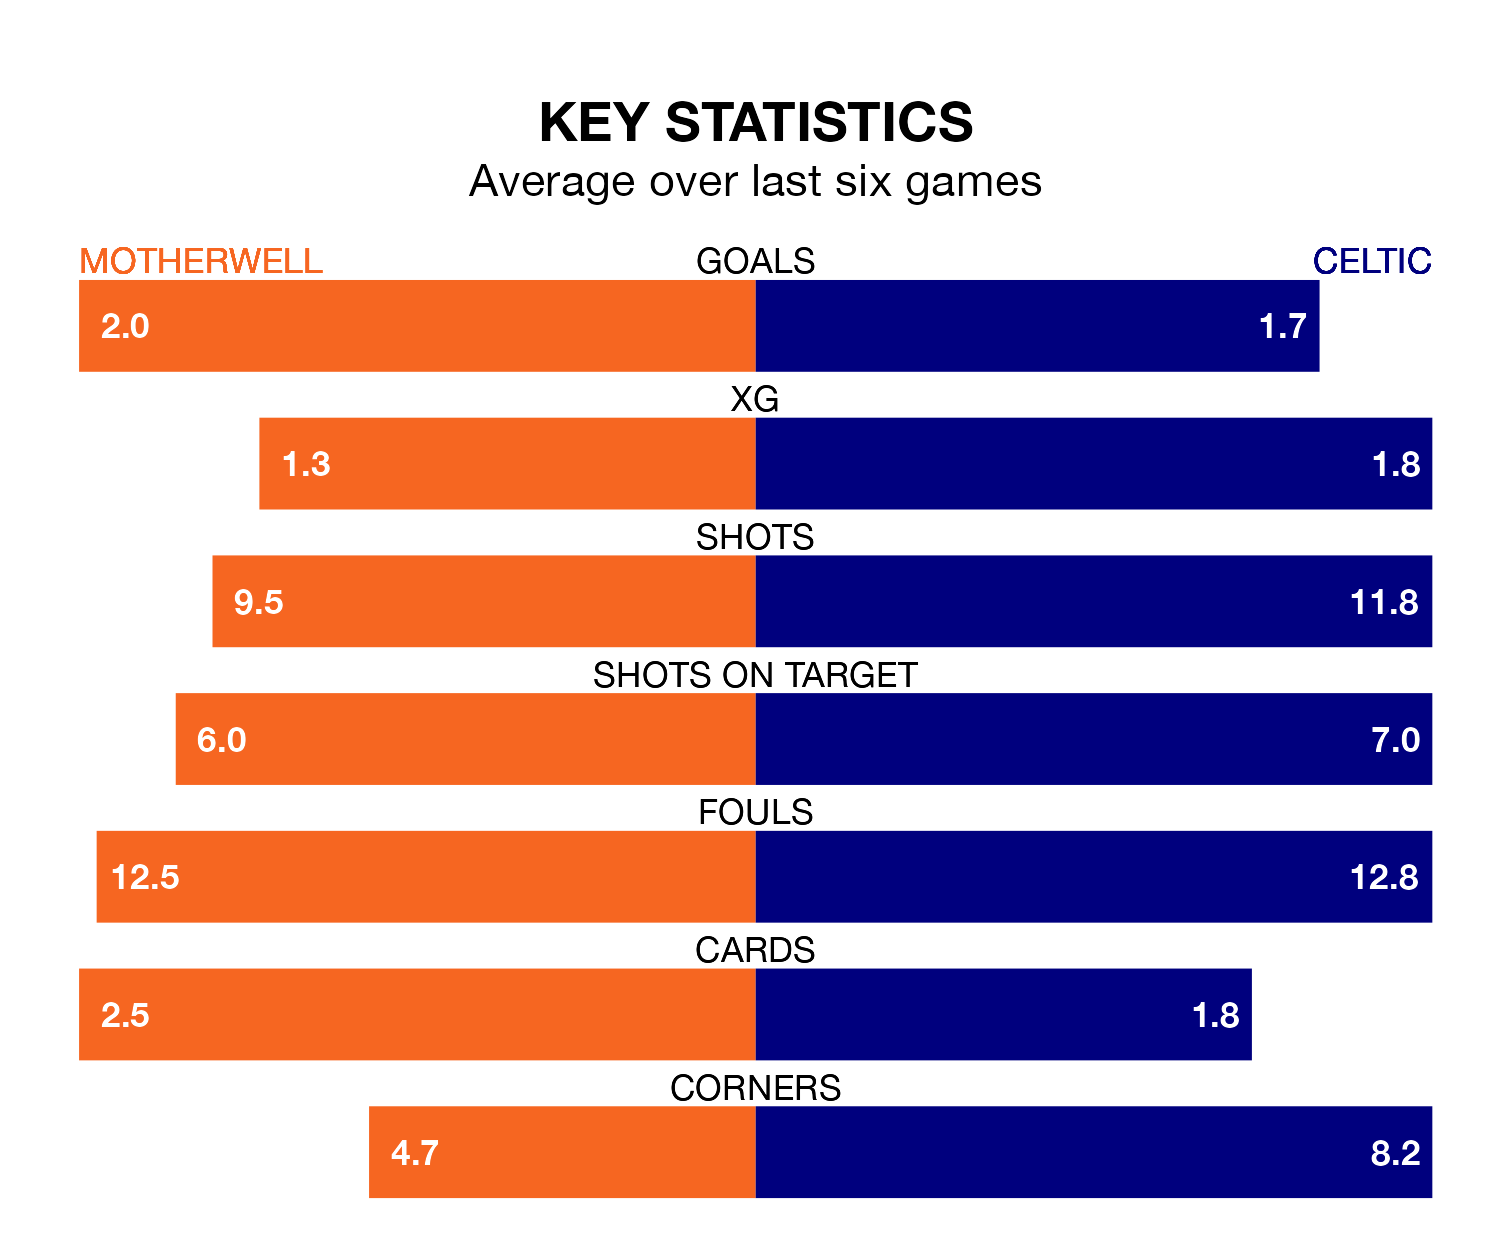 KEY STATISTICS
Average over last six games
MOTHERWELL GOALS CELTIC
2.0 1.7
XG
1.3 1.8
SHOTS
9.5 11.8
SHOTS ON TARGET
6.0 7.0
FOULS
12.5 12.8
CARDS
2.5 1.8
CORNERS
4.7 8.2